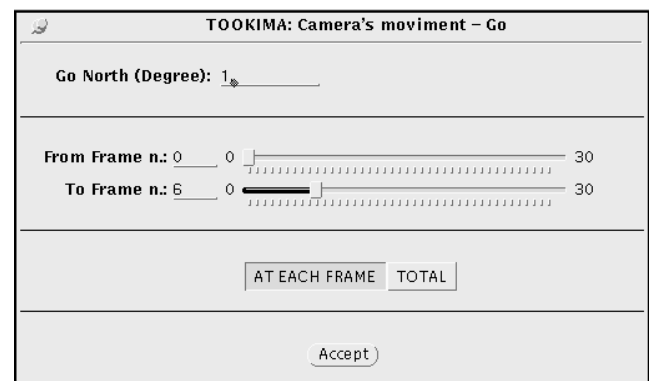 TOOKIMA: Camera's moviment – Go
Go North (Degree): 1
From Frame n.: 0 0 30
To Frame n.: 6 0 30
AT EACH FRAME TOTAL
Accept